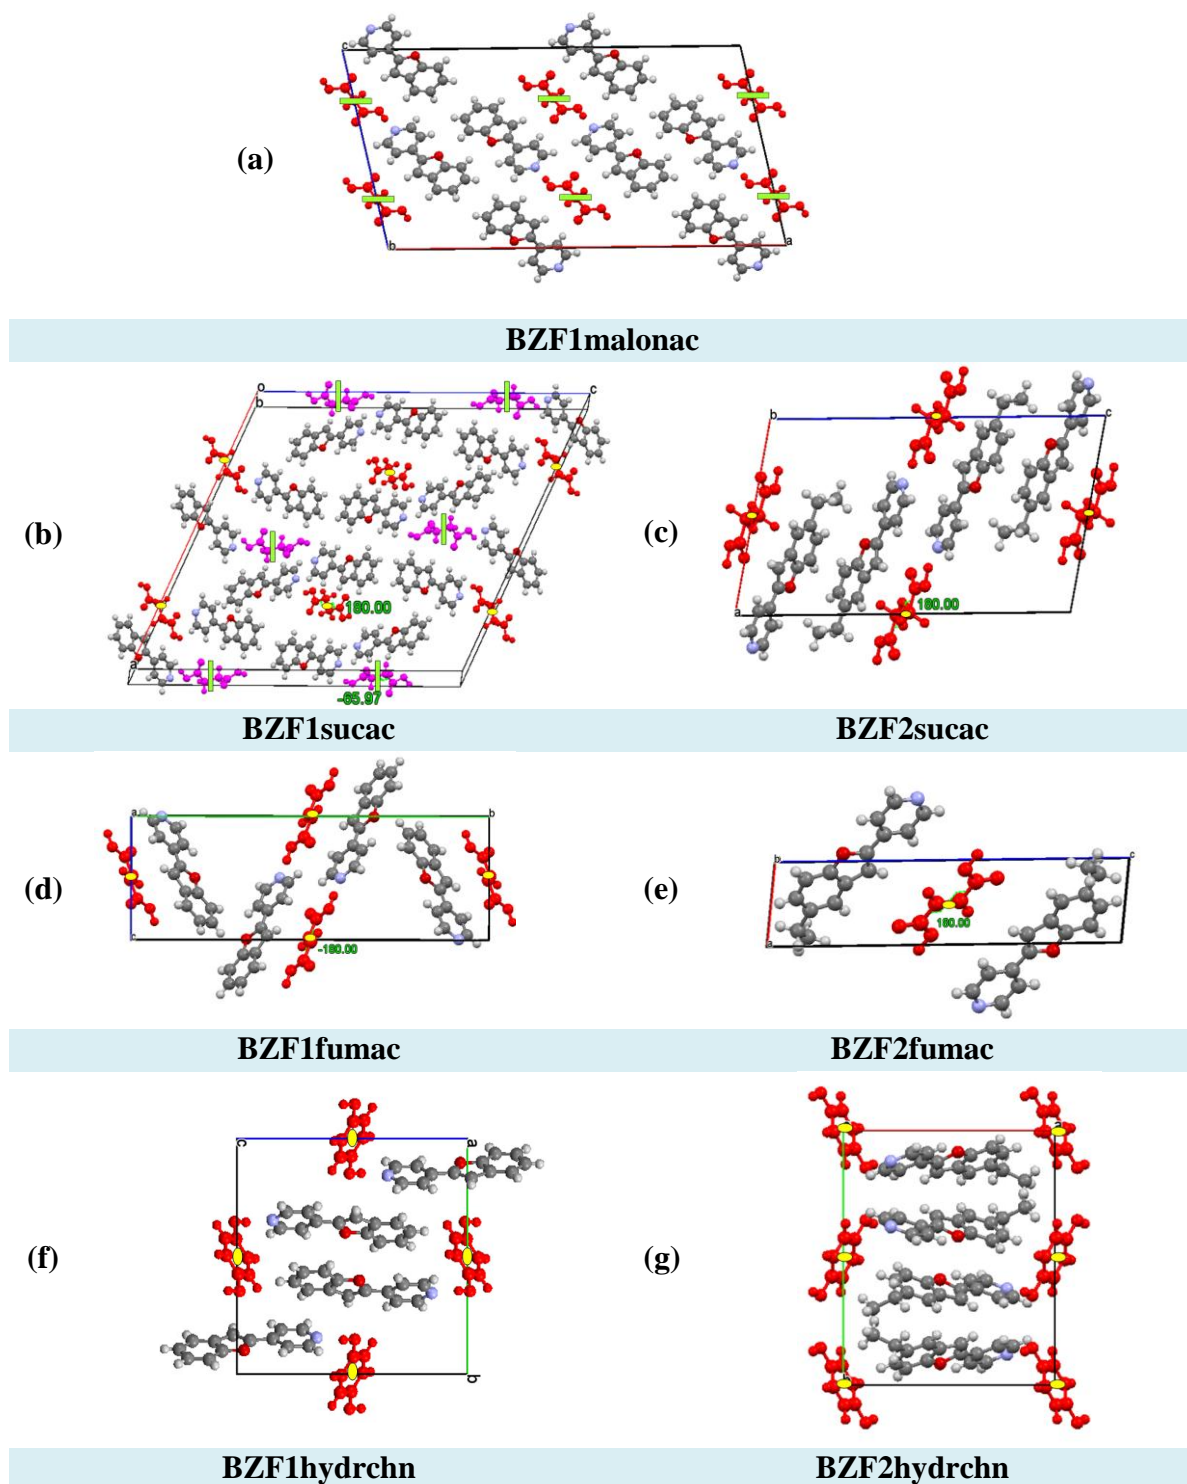 c
(a)
b
a
BZF1malonac
o
c
b
(b)
180.00
a
-65.97
b
c
(c)
180.00
a
BZF1sucac
BZF2sucac
a
b
(d)
c
-180.00
b
c
(e)
180.00
a
BZF1fumac
BZF2fumac
c
a
(f)
b
a
(g)
BZF1hydrchn
BZF2hydrchn